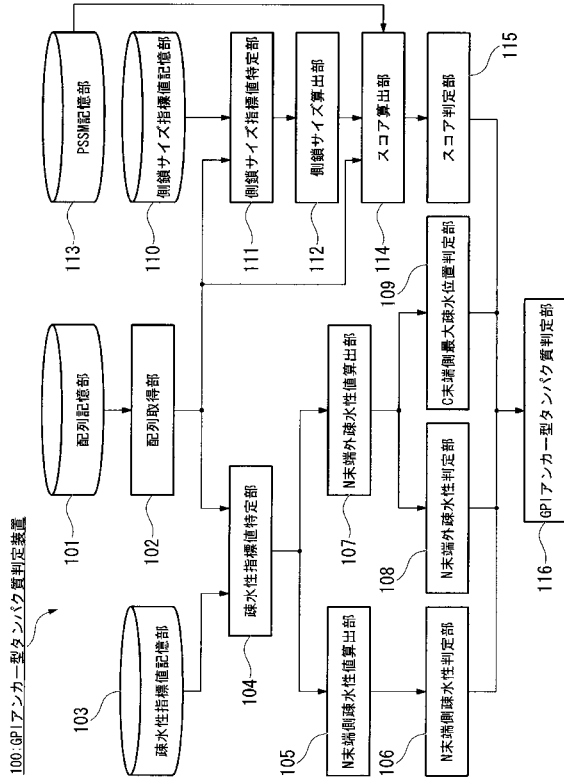 100:GPIアンカー型タンパク質判定装置
103
疎水性指標値記憶部
101
配列記憶部
113
PSSM記憶部
102
配列取得部
110
側鎖サイズ指標値記憶部
104
疎水性指標値特定部
111
側鎖サイズ指標値特定部
112
側鎖サイズ算出部
105
N末端側疎水性値算出部
107
N末端外疎水性値算出部
114
スコア算出部
106
N末端側疎水性判定部
108
N末端外疎水性判定部
109
C末端側最大疎水位置判定部
115
スコア判定部
116
GPIアンカー型タンパク質判定部